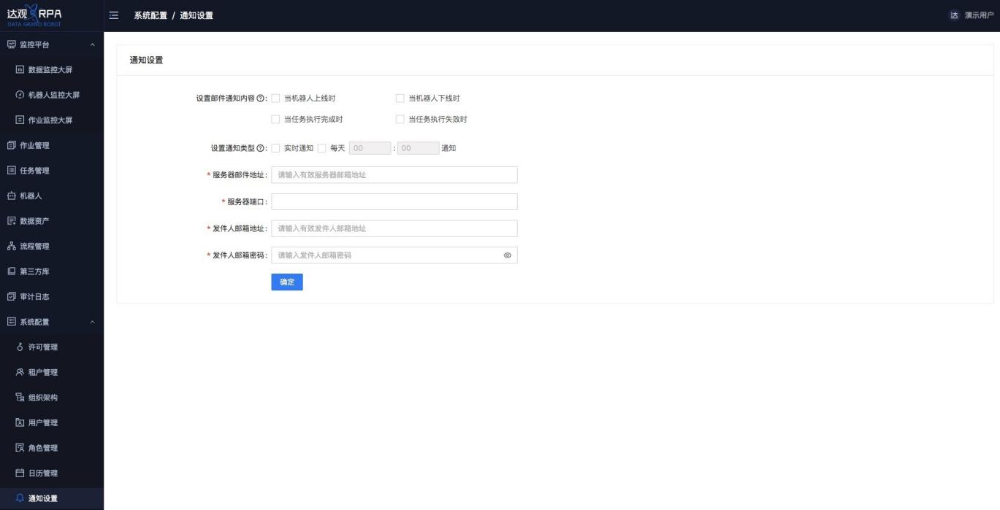 达观 RPA
DATA GRAND ROBOT
系统配置 / 通知设置
达 演示用户
监控平台
数据监控大屏
机器人监控大屏
作业监控大屏
作业管理
任务管理
机器人
数据资产
流程管理
第三方库
审计日志
系统配置
许可管理
租户管理
组织架构
用户管理
角色管理
日历管理
通知设置
通知设置
设置邮件通知内容: 当机器人上线时 当机器人下线时
当任务执行完成时 当任务执行失败时
设置通知类型: 实时通知 每天 00 : 00 通知
* 服务器邮件地址: 请输入有效服务器邮箱地址
* 服务器端口:
* 发件人邮箱地址: 请输入有效发件人邮箱地址
* 发件人邮箱密码: 请输入发件人邮箱密码
确定